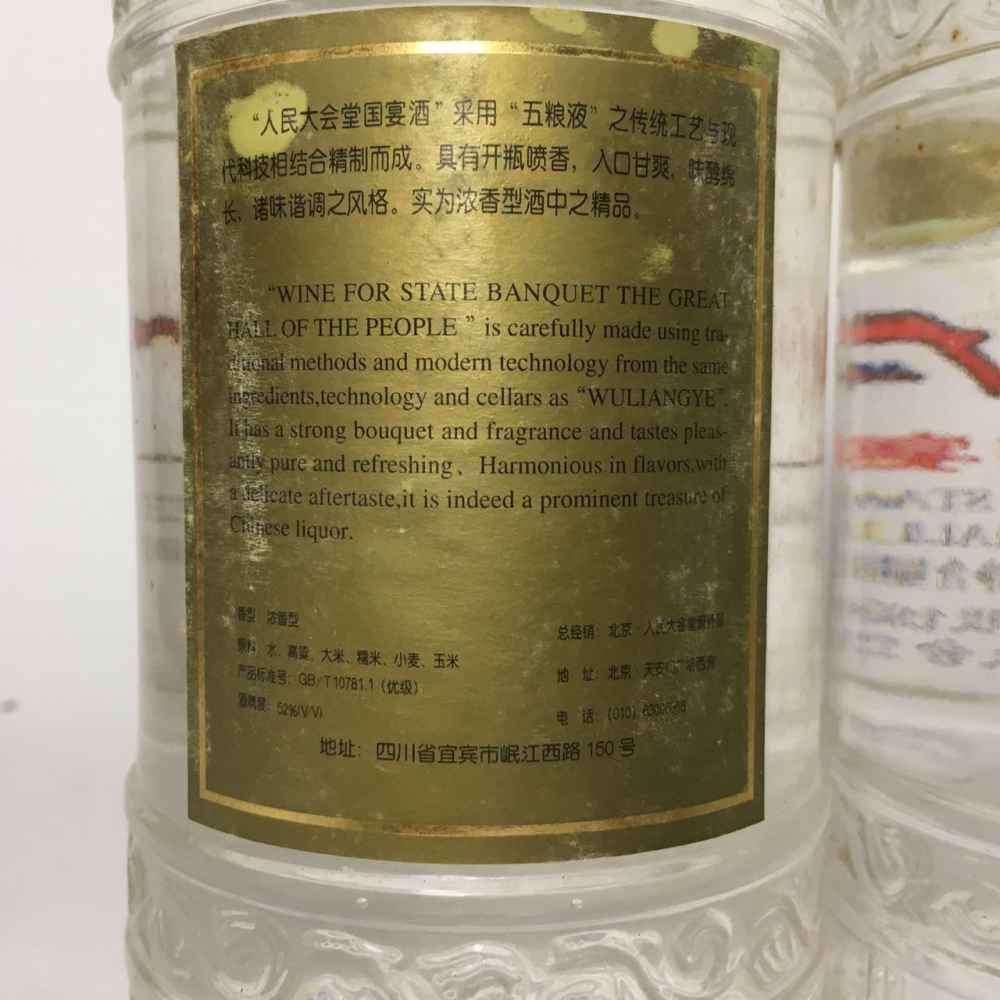 “人民大会堂国宴酒”采用“五粮液”之传统工艺与现
代科技相结合精制而成。具有开瓶喷香，入口甘爽，味醇绵
长、诸味谐调之风格。实为浓香型酒中之精品。
“WINE FOR STATE BANQUET THE GREAT
HALL OF THE PEOPLE ” is carefully made using tra-
ditional methods and modern technology from the same
ingredients,technology and cellars as “WULIANGYE”.
It has a strong bouquet and fragrance and tastes pleas-
antly pure and refreshing、Harmonious in flavors,with
a delicate aftertaste,it is indeed a prominent treasure of
Chinese liquor.
香型：浓香型
原料：水、高粱、大米、糯米、小麦、玉米
产品标准号：GB/T10781.1（优级）
酒精度：52%(V/V)
总经销：北京·人民大会堂
地 址：北京
电 话：(010)
地址：四川省宜宾市岷江西路 150 号